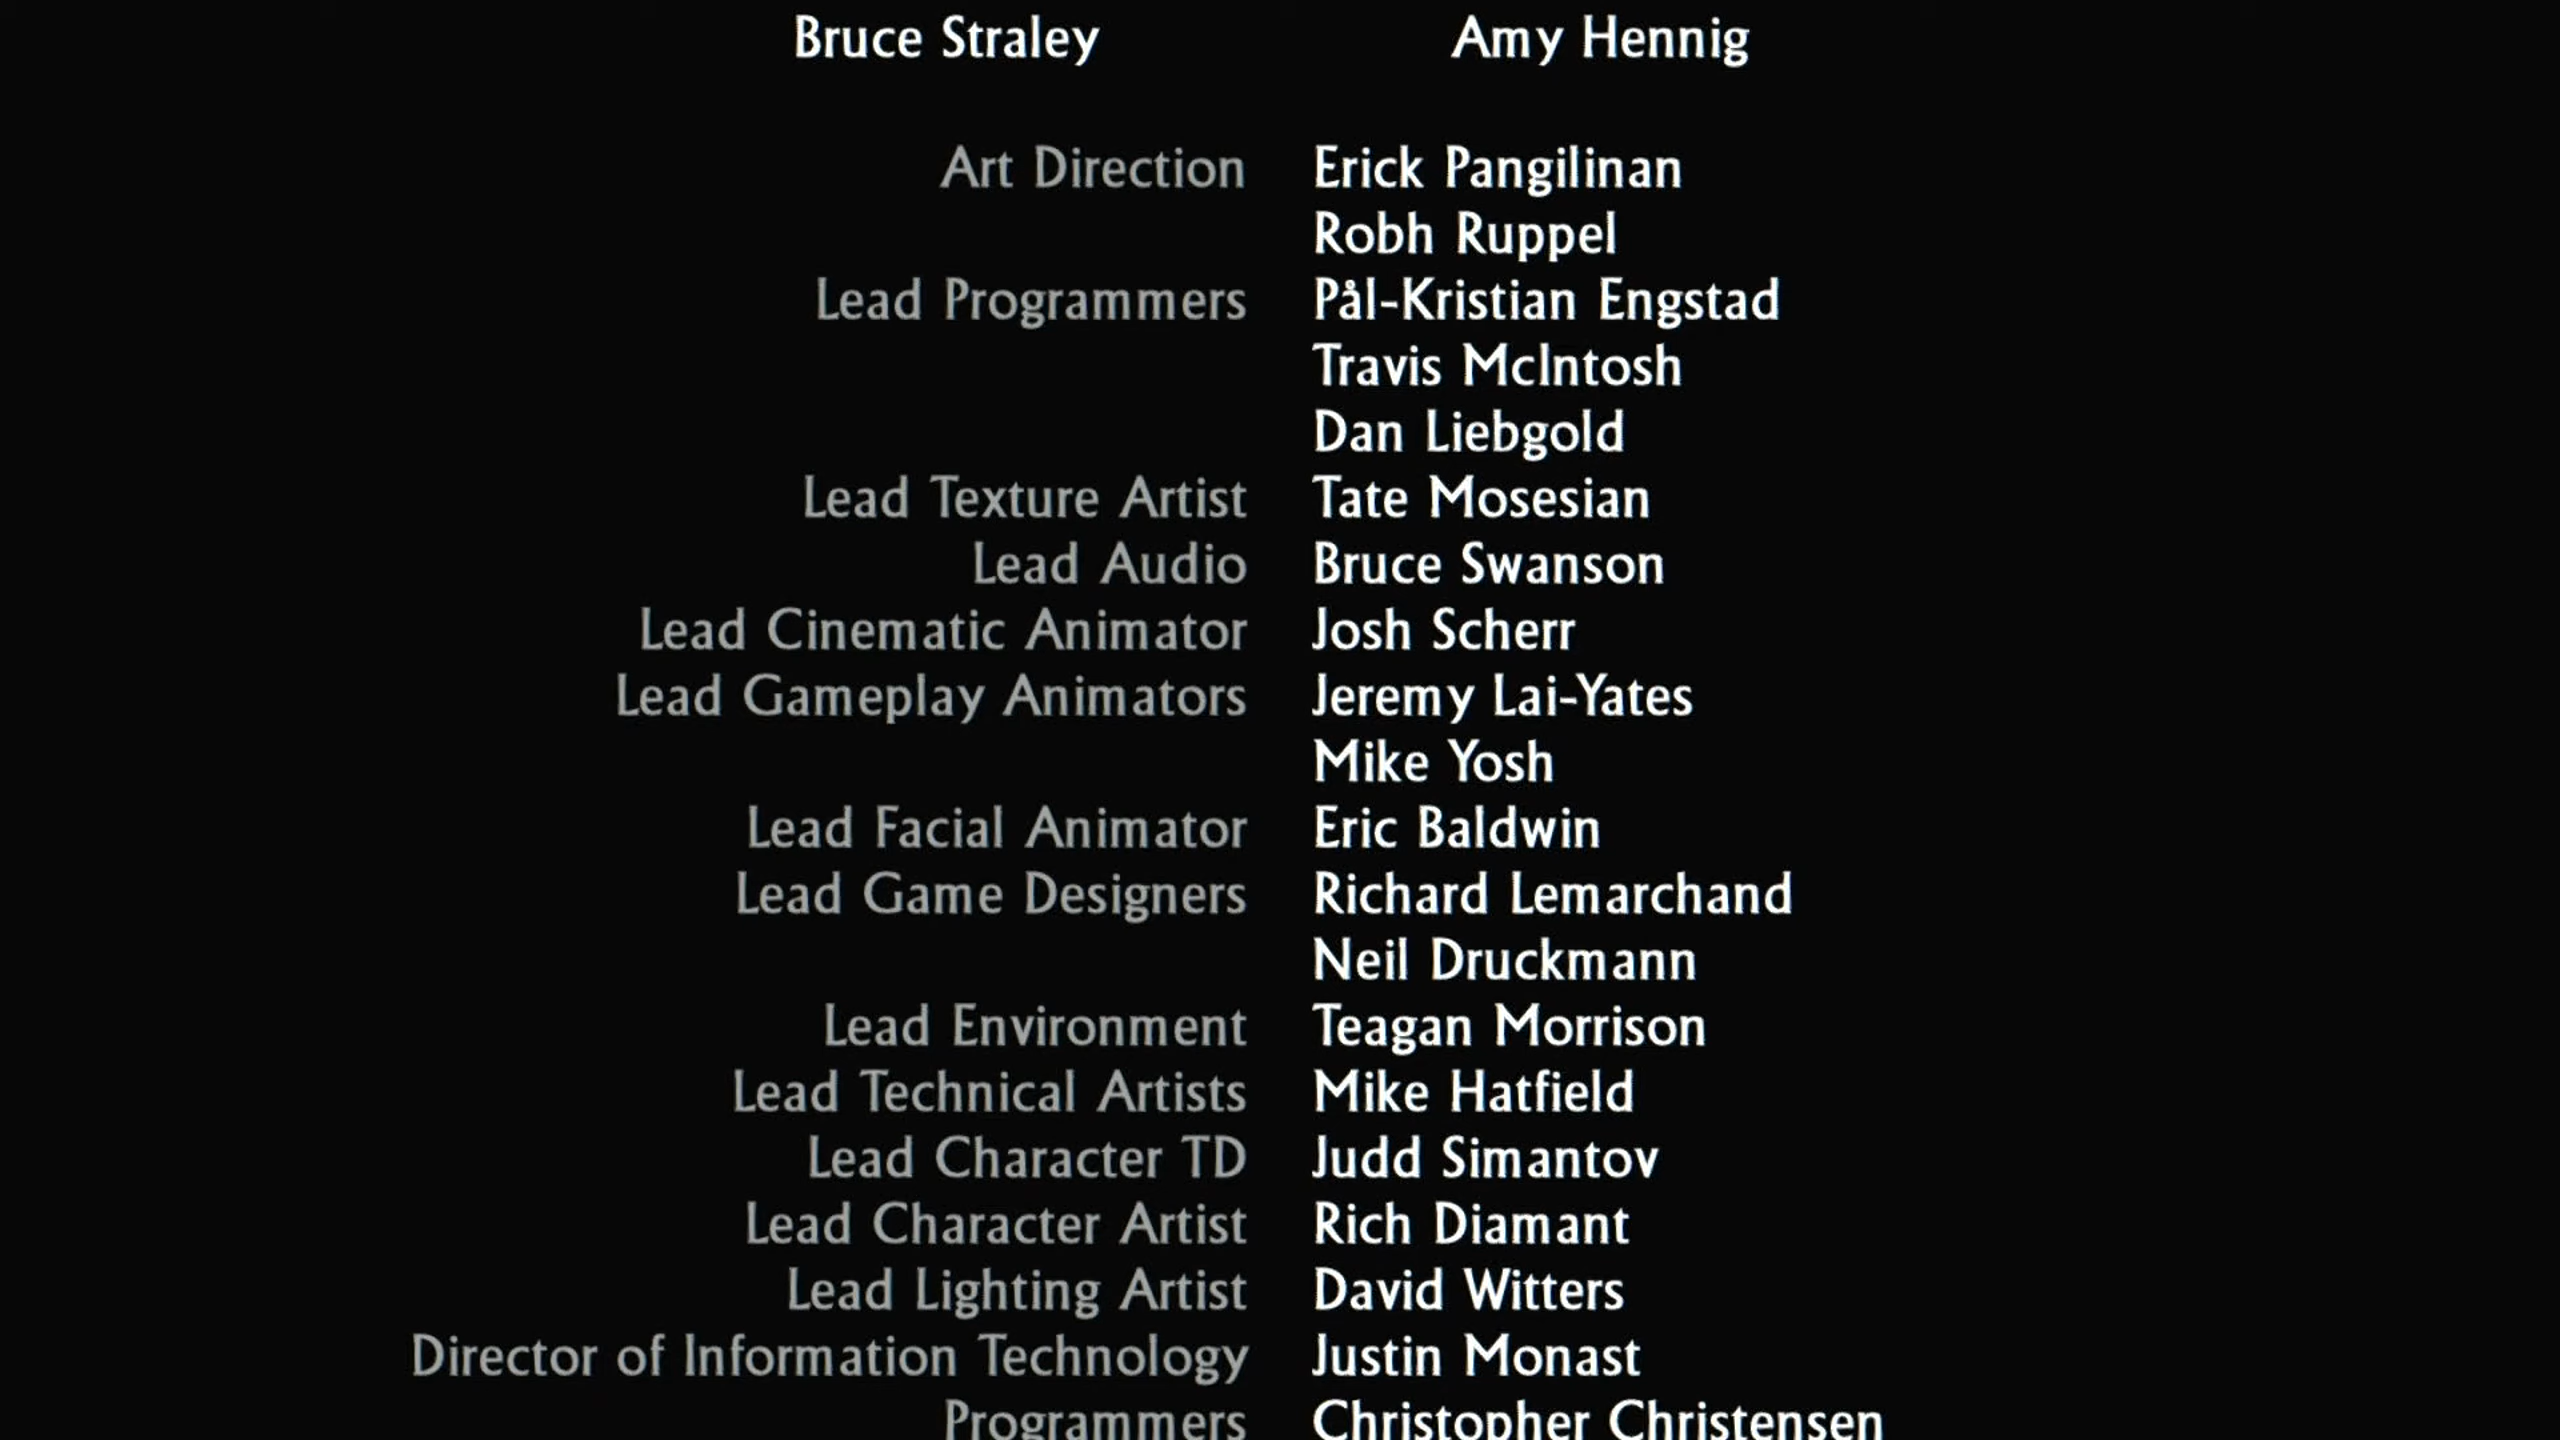 Bruce Straley Amy Hennig
Art Direction Erick Pangilinan
Robh Ruppel
Lead Programmers Pål-Kristian Engstad
Travis McIntosh
Dan Liebgold
Lead Texture Artist Tate Mosesian
Lead Audio Bruce Swanson
Lead Cinematic Animator Josh Scherr
Lead Gameplay Animators Jeremy Lai-Yates
Mike Yosh
Lead Facial Animator Eric Baldwin
Lead Game Designers Richard Lemarchand
Neil Druckmann
Lead Environment Teagan Morrison
Lead Technical Artists Mike Hatfield
Lead Character TD Judd Simantov
Lead Character Artist Rich Diamant
Lead Lighting Artist David Witters
Director of Information Technology Justin Monast
Programmers Christopher Christensen